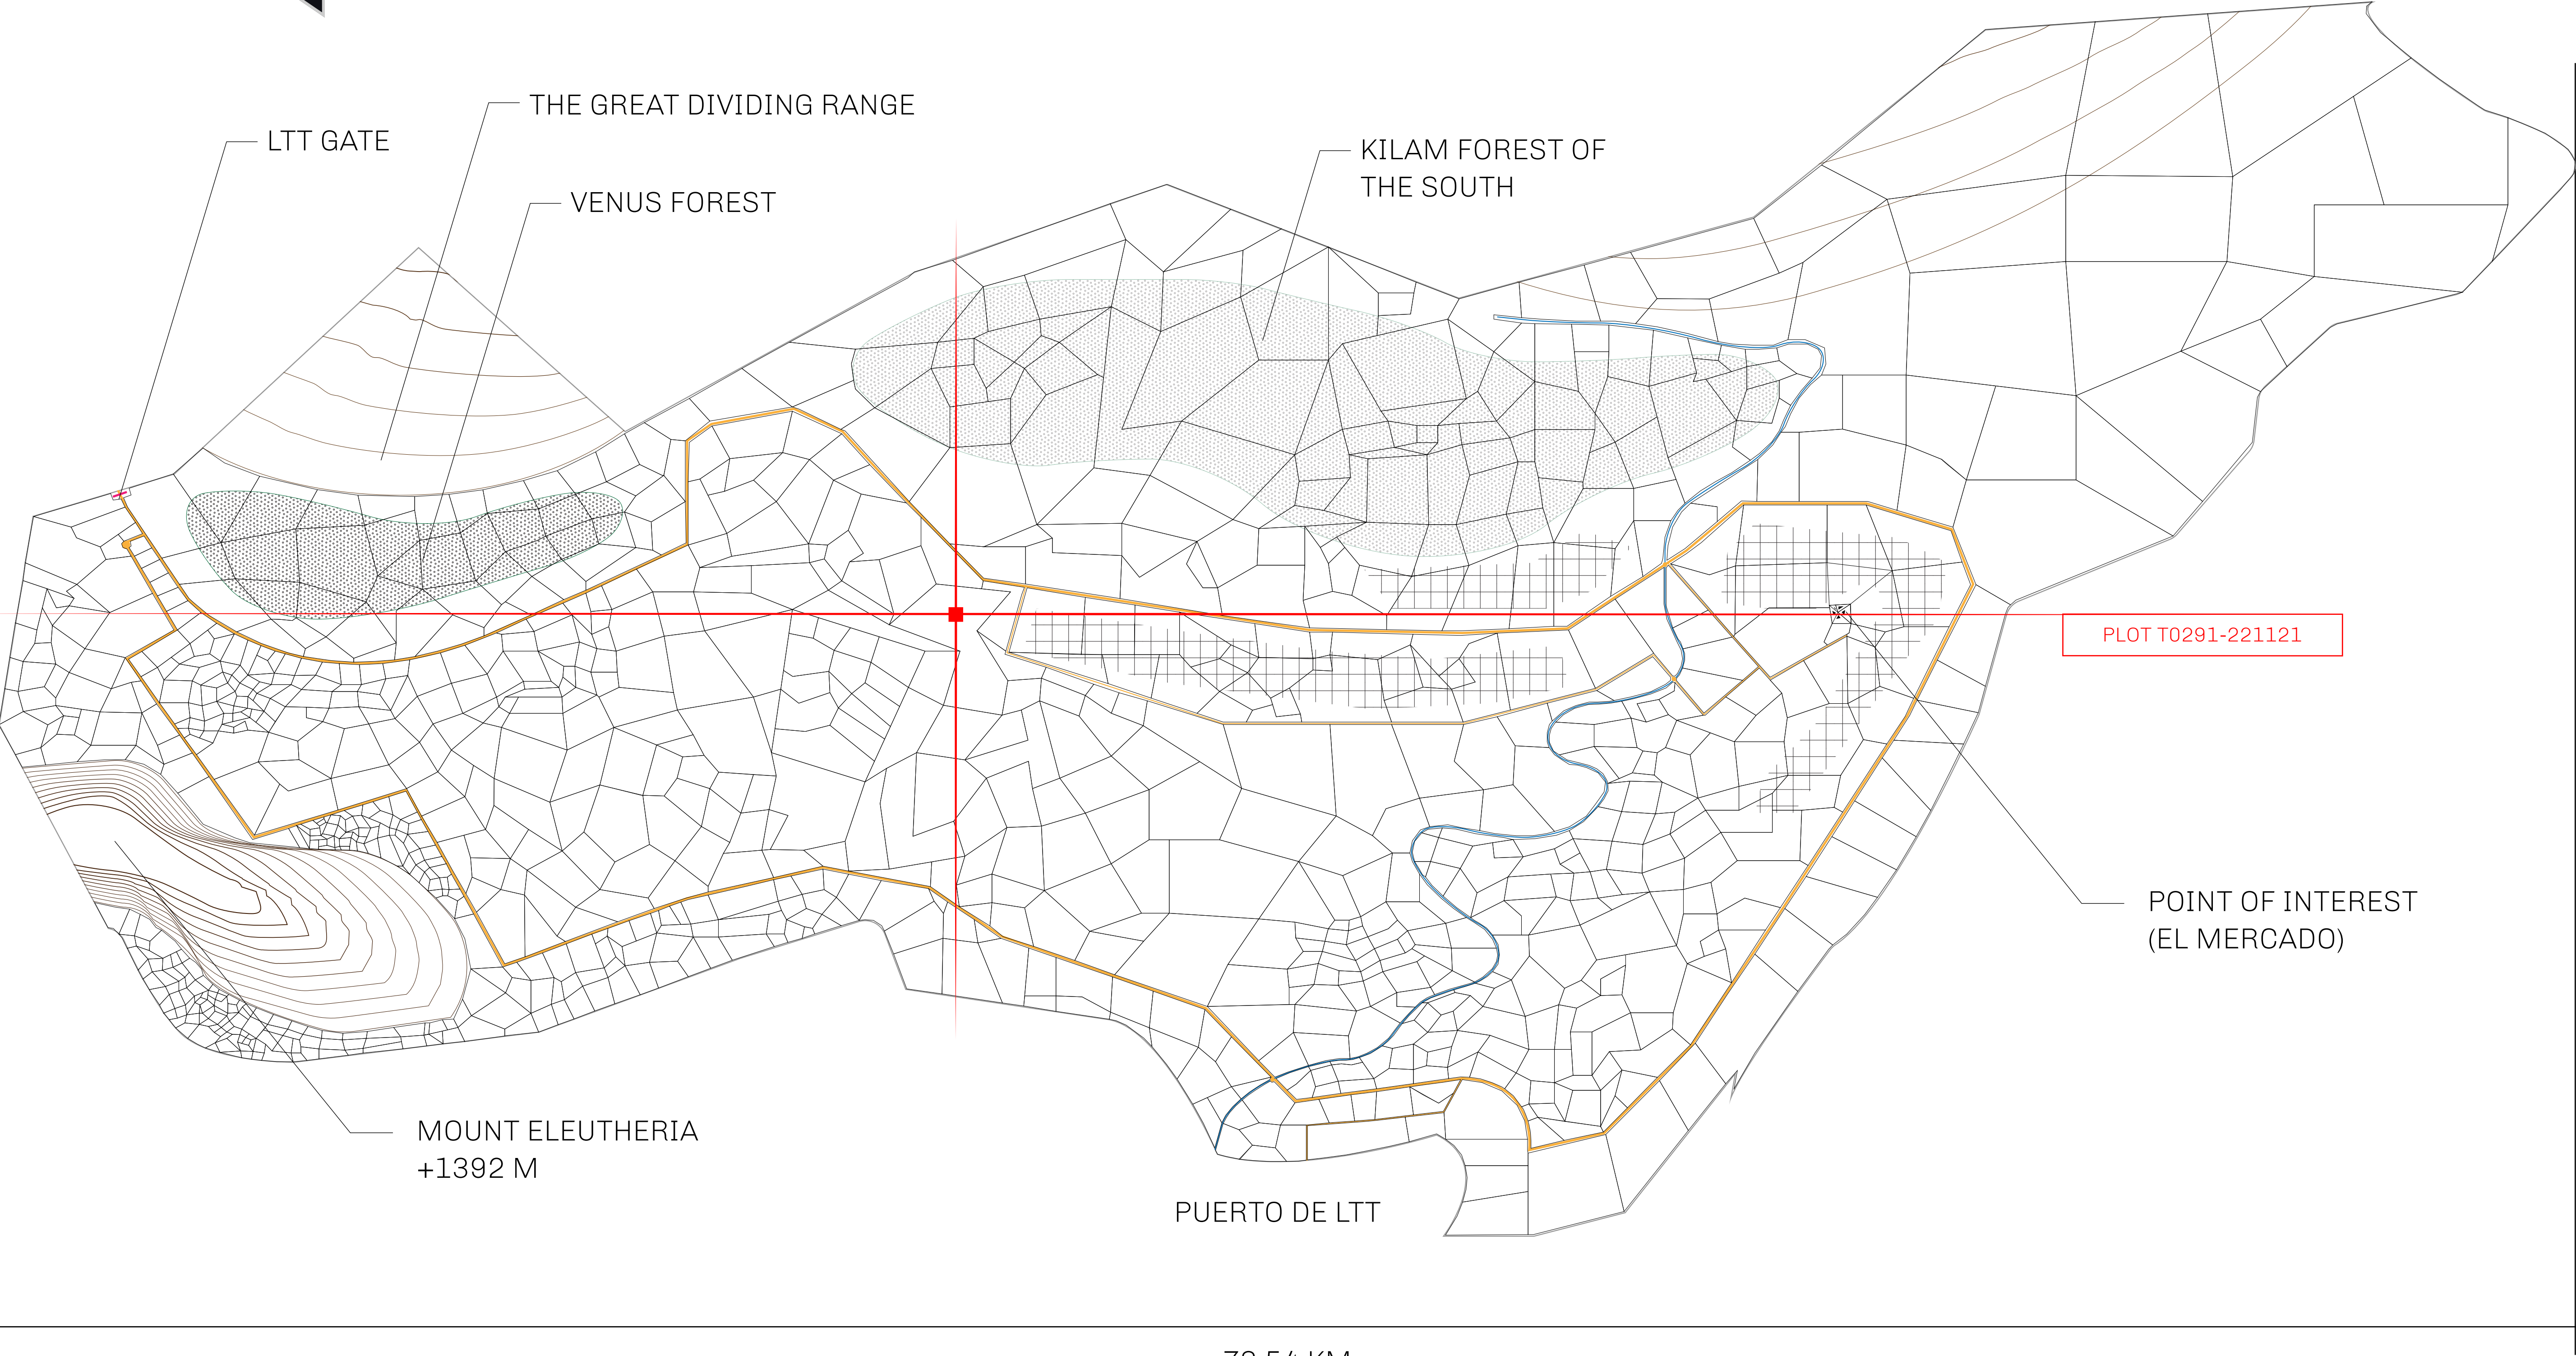 THE GREAT DIVIDING RANGE
LTT GATE
KILAM FOREST OF
THE SOUTH
VENUS FOREST
PLOT T0291-221121
POINT OF INTEREST
(EL MERCADO)
MOUNT ELEUTHERIA
+1392 M
PUERTO DE LTT